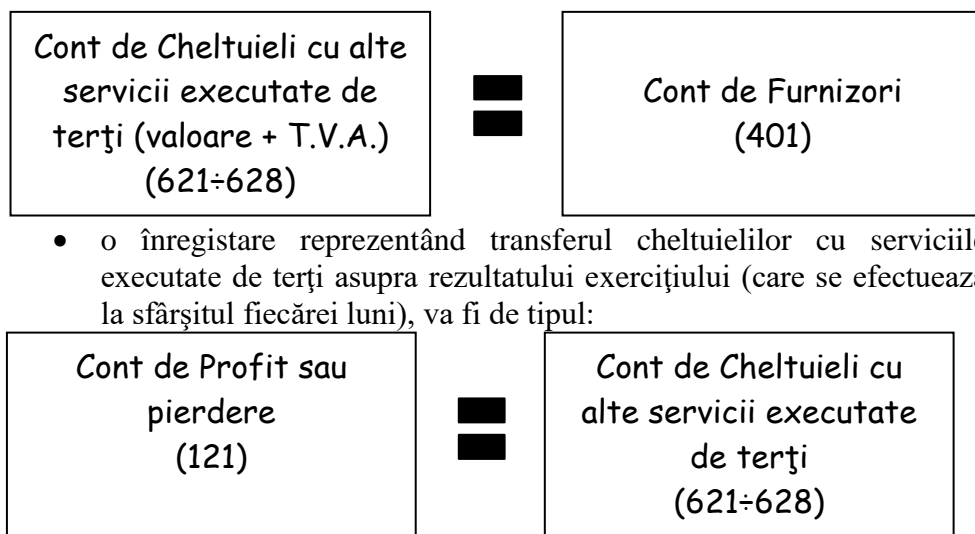 Cont de Cheltuieli cu alte
servicii executate de
terţi (valoare + T.V.A.)
(621÷628)
Cont de Furnizori
(401)
• o înregistare reprezentând transferul cheltuielilor cu
executate de terţi asupra rezultatului exerciţiului (care se
la sfârşitul fiecărei luni), va fi de tipul:
Cont de Profit sau
pierdere
(121)
Cont de Cheltuieli cu
alte servicii executate
de terţi
(621÷628)